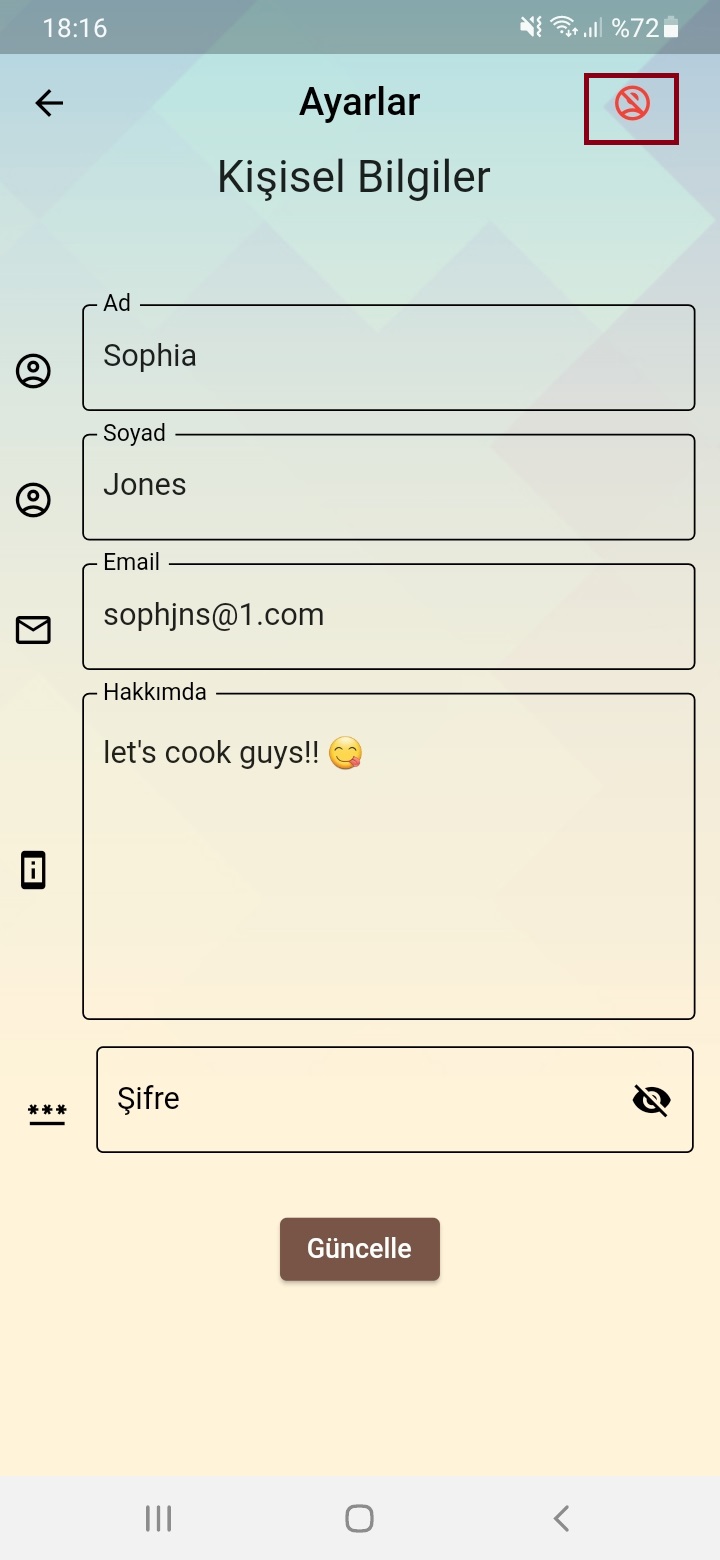 18:16 %72
Ayarlar
Kişisel Bilgiler
Ad
Sophia
Soyad
Jones
Email
sophjns@1.com
Hakkımda
let's cook guys!! 😋
Şifre
Güncelle